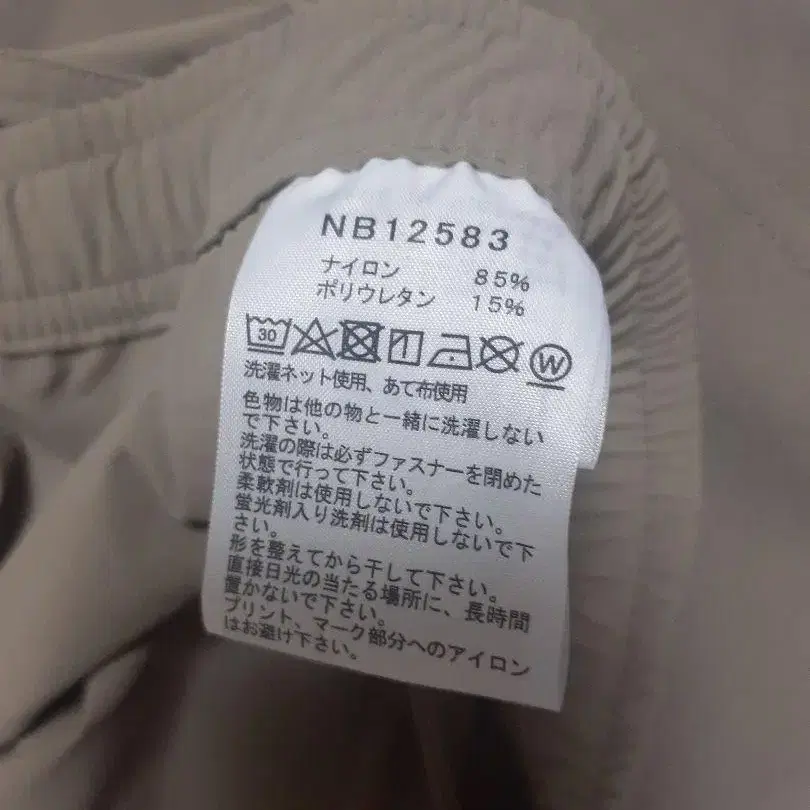 NB12583
ナイロン 85%
ポリウレタン 15%
30 W
洗濯ネット使用、あて布使用
色物は他の物と一緒に洗濯しない
で下さい。
洗濯の際は必ずファスナーを閉めた
状態で行って下さい。
柔軟剤は使用しないで下さい。
蛍光剤入り洗剤は使用しないで下
さい。
形を整えてから干して下さい。
直接日光の当たる場所に、長時間
置かないで下さい。
プリント、マーク部分へのアイロン
はお避け下さい。